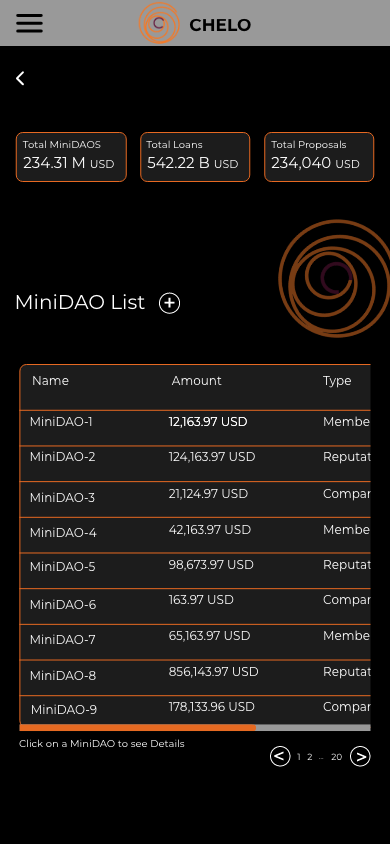 CHELO
Total MiniDAOS
234.31 M USD
Total Loans
542.22 B USD
Total Proposals
234,040 USD
MiniDAO List
Name Amount Type
MiniDAO-1 12,163.97 USD Membe
MiniDAO-2 124,163.97 USD Reputat
MiniDAO-3 21,124.97 USD Compar
MiniDAO-4 42,163.97 USD Membe
MiniDAO-5 98,673.97 USD Reputat
MiniDAO-6 163.97 USD Compar
MiniDAO-7 65,163.97 USD Membe
MiniDAO-8 856,143.97 USD Reputat
MiniDAO-9 178,133.96 USD Compar
Click on a MiniDAO to see Details
< 1 2 ... 20 >